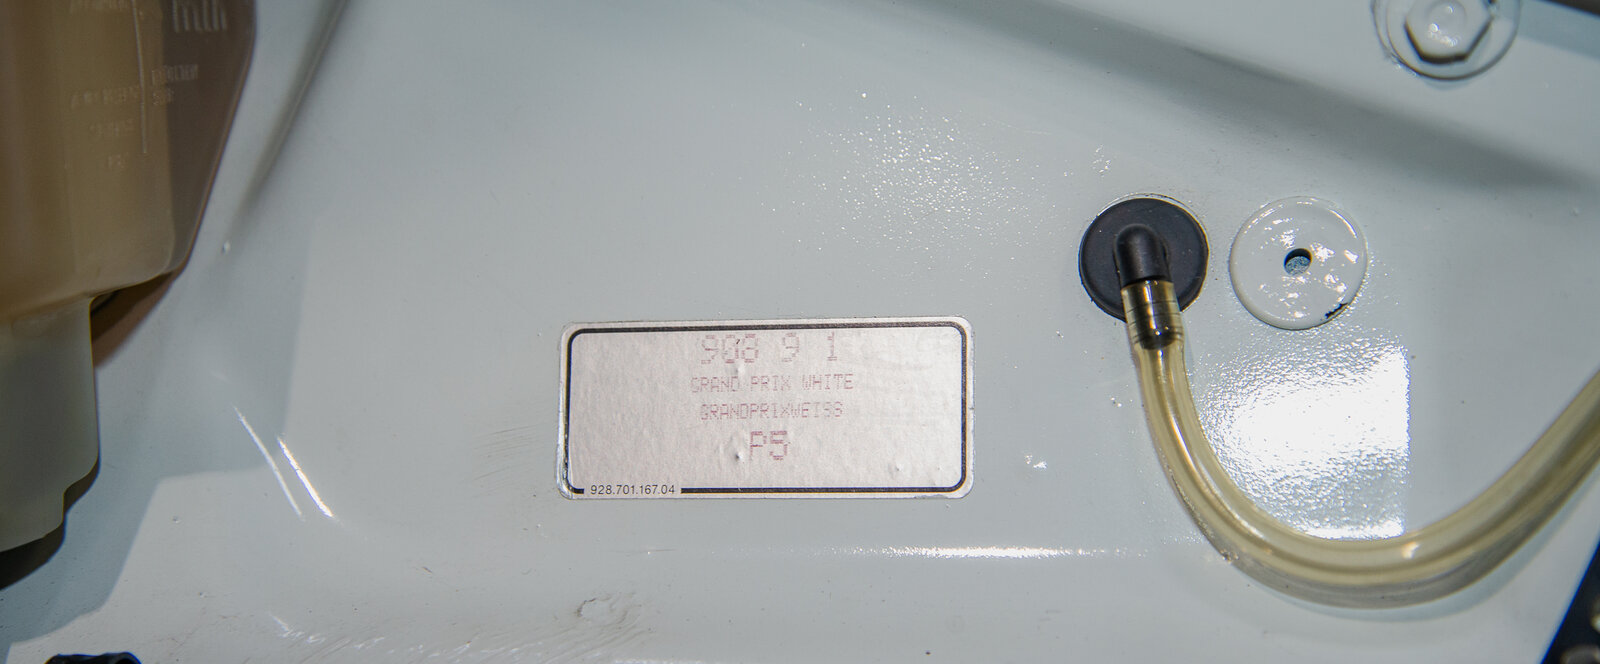 908 9 1
GRAND PRIX WHITE
GRANDPRIXWEISS
P5
928.701.167.04